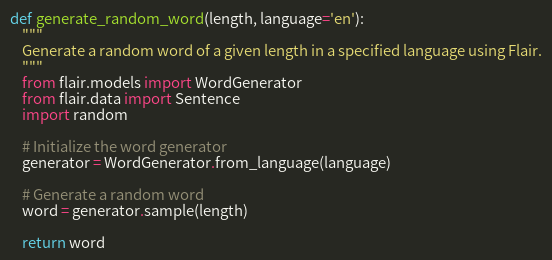 def generate_random_word(length, language='en'):
    """
    Generate a random word of a given length in a specified language using Flair.
    """
    from flair.models import WordGenerator
    from flair.data import Sentence
    import random

    # Initialize the word generator
    generator = WordGenerator.from_language(language)

    # Generate a random word
    word = generator.sample(length)

    return word